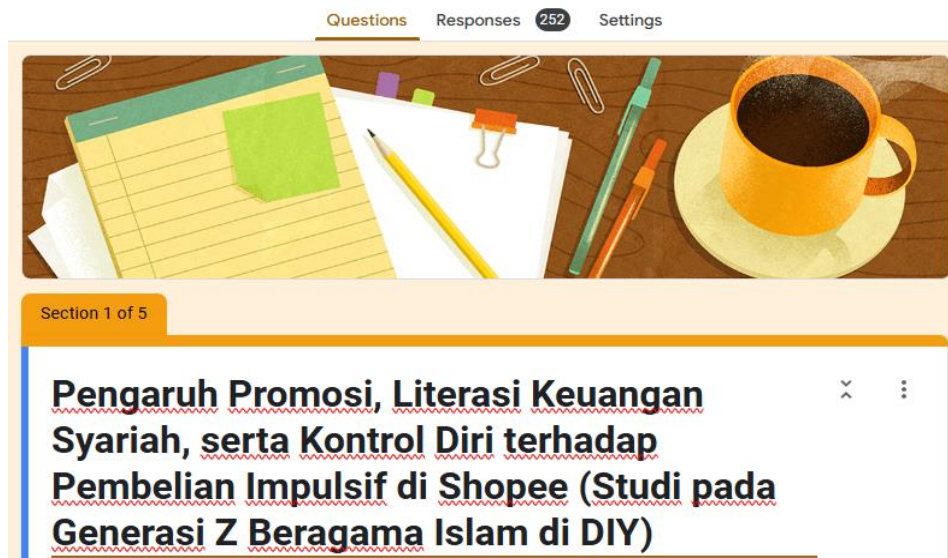 Questions Responses 252 Settings
Section 1 of 5
Pengaruh Promosi, Literasi Keuangan
Syariah, serta Kontrol Diri terhadap
Pembelian Impulsif di Shopee (Studi pada
Generasi Z Beragama Islam di DIY)